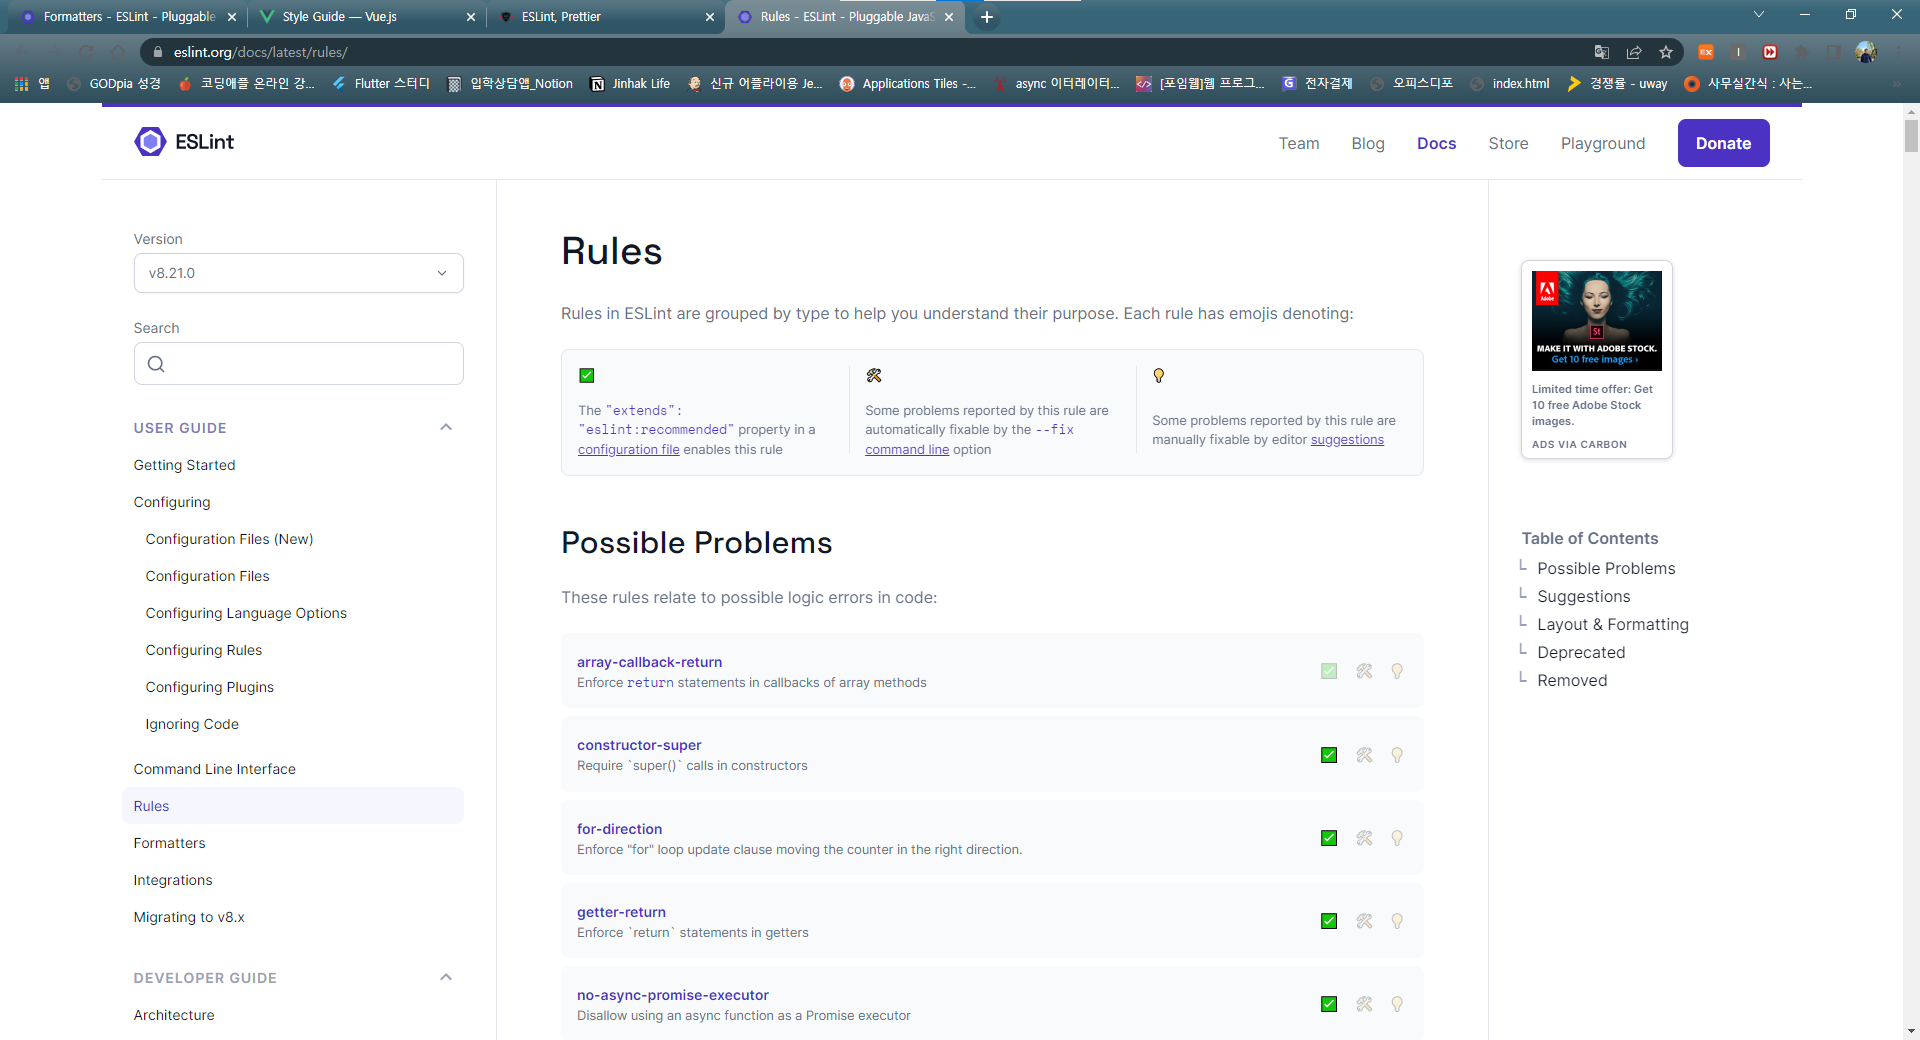 Formatters - ESLint - Pluggable
Style Guide — Vue.js
ESLint, Prettier
Rules - ESLint - Pluggable JavaS
eslint.org/docs/latest/rules/
앱
GODpia 성경
코딩애플 온라인 강...
Flutter 스터디
입학상담앱_Notion
Jinhak Life
신규 어플라이용 Je...
Applications Tiles -...
async 이터레이터...
[포임웹]웹 프로그...
전자결제
오피스디포
index.html
경쟁률 - uway
사무실간식 : 사는...
ESLint
Team
Blog
Docs
Store
Playground
Donate
Version
v8.21.0
Search
USER GUIDE
Getting Started
Configuring
Configuration Files (New)
Configuration Files
Configuring Language Options
Configuring Rules
Configuring Plugins
Ignoring Code
Command Line Interface
Rules
Formatters
Integrations
Migrating to v8.x
DEVELOPER GUIDE
Architecture
Rules
Rules in ESLint are grouped by type to help you understand their purpose. Each rule has emojis denoting:
✅
The "extends":
"eslint:recommended" property in a
configuration file enables this rule
🛠
Some problems reported by this rule are
automatically fixable by the --fix
command line option
💡
Some problems reported by this rule are
manually fixable by editor suggestions
Possible Problems
These rules relate to possible logic errors in code:
array-callback-return
Enforce return statements in callbacks of array methods
constructor-super
Require `super()` calls in constructors
for-direction
Enforce "for" loop update clause moving the counter in the right direction.
getter-return
Enforce `return` statements in getters
no-async-promise-executor
Disallow using an async function as a Promise executor
Adobe
St
MAKE IT WITH ADOBE STOCK.
Get 10 free images ›
Limited time offer: Get
10 free Adobe Stock
images.
ADS VIA CARBON
Table of Contents
Possible Problems
Suggestions
Layout & Formatting
Deprecated
Removed